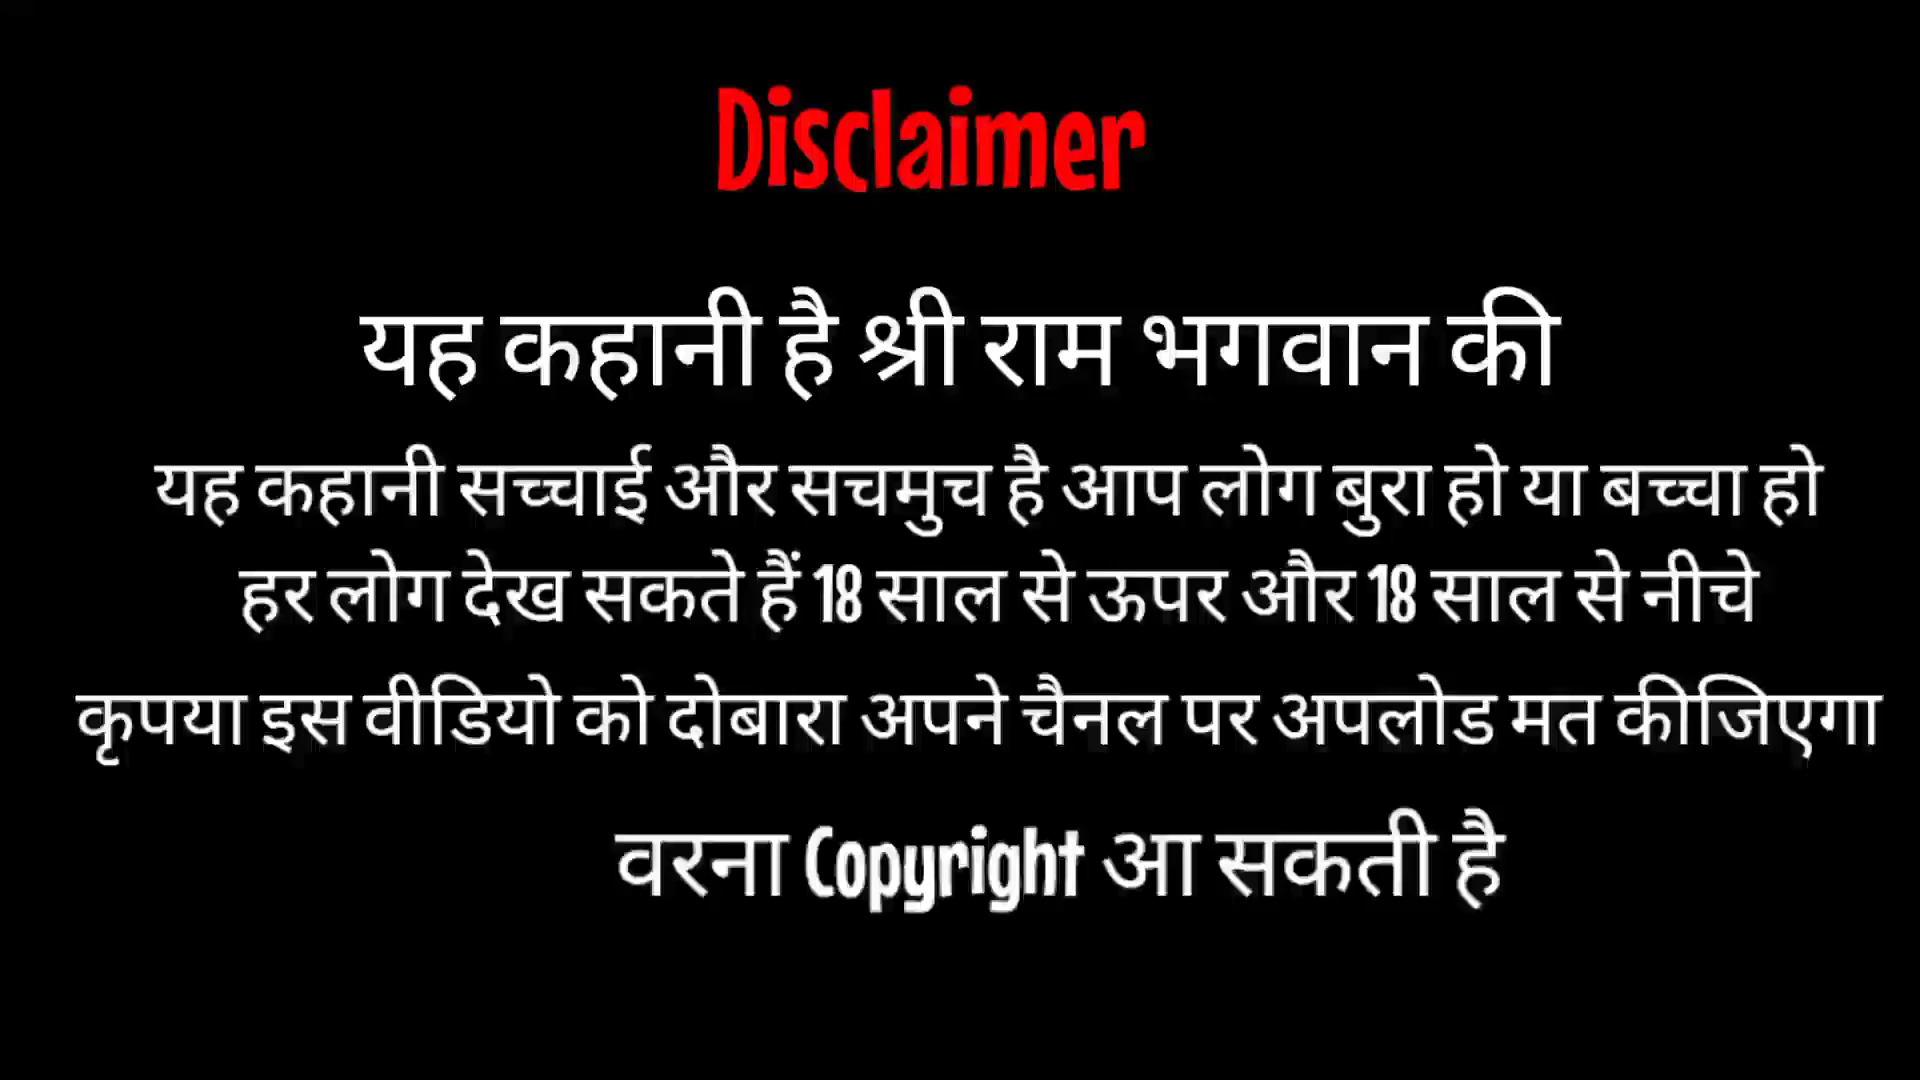 Disclaimer
यह कहानी है श्री राम भगवान की
यह कहानी सच्चाई और सचमुच है आप लोग बुरा हो या बच्चा हो
हर लोग देख सकते हैं 18 साल से ऊपर और 18 साल से नीचे
कृपया इस वीडियो को दोबारा अपने चैनल पर अपलोड मत कीजिएगा
वरना Copyright आ सकती है